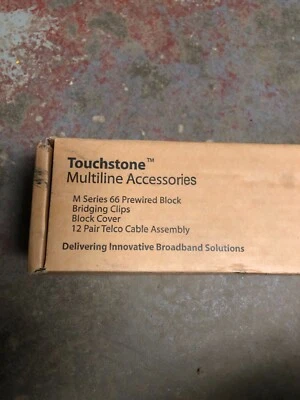 Touchstone™
Multiline Accessories
M Series 66 Prewired Block
Bridging Clips
Block Cover
12 Pair Telco Cable Assembly
Delivering Innovative Broadband Solutions